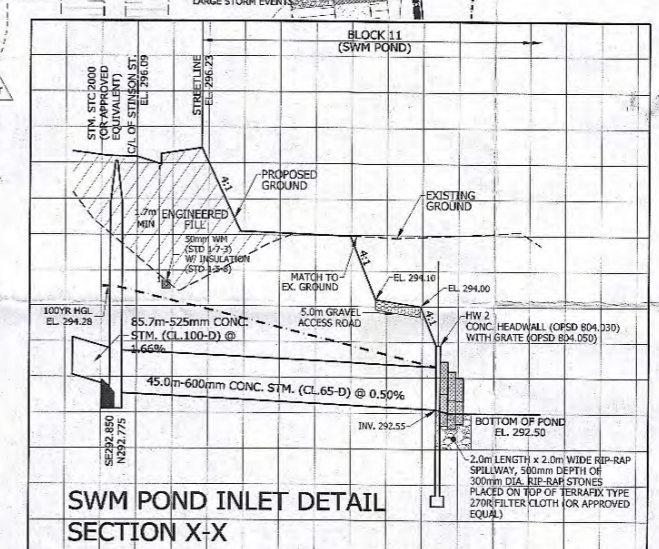 LARGE STORM EVENTS
BLOCK 11
(SWM POND)
STM. STC 2000
(OR APPROVED
EQUIVALENT)
C/L OF STINSON ST.
EL. 296.09
STREET LINE
EL. 296.23
4:1
PROPOSED
GROUND
EXISTING
GROUND
1.7m
MIN
ENGINEERED
FILL
50mm WM
(STD 1-7-3)
W/ INSULATION
MATCH TO
EX. GROUND
4:1
EL. 294.10
EL. 294.00
5.0m GRAVEL
ACCESS ROAD
4:1
HW 2
CONC. HEADWALL (OPSD 804.030)
WITH GRATE (OPSD 804.050)
100YR HGL
EL. 294.28
85.7m-525mm CONC.
STM. (CL.100-D) @
1.66%
45.0m-600mm CONC. STM. (CL.65-D) @ 0.50%
INV. 292.55
BOTTOM OF POND
EL. 292.50
SE292.850
N292.775
2.0m LENGTH x 2.0m WIDE RIP-RAP
SPILLWAY, 500mm DEPTH OF
300mm DIA. RIP-RAP STONES
PLACED ON TOP OF TERRAFIX TYPE
270R FILTER CLOTH (OR APPROVED
EQUAL)
SWM POND INLET DETAIL
SECTION X-X